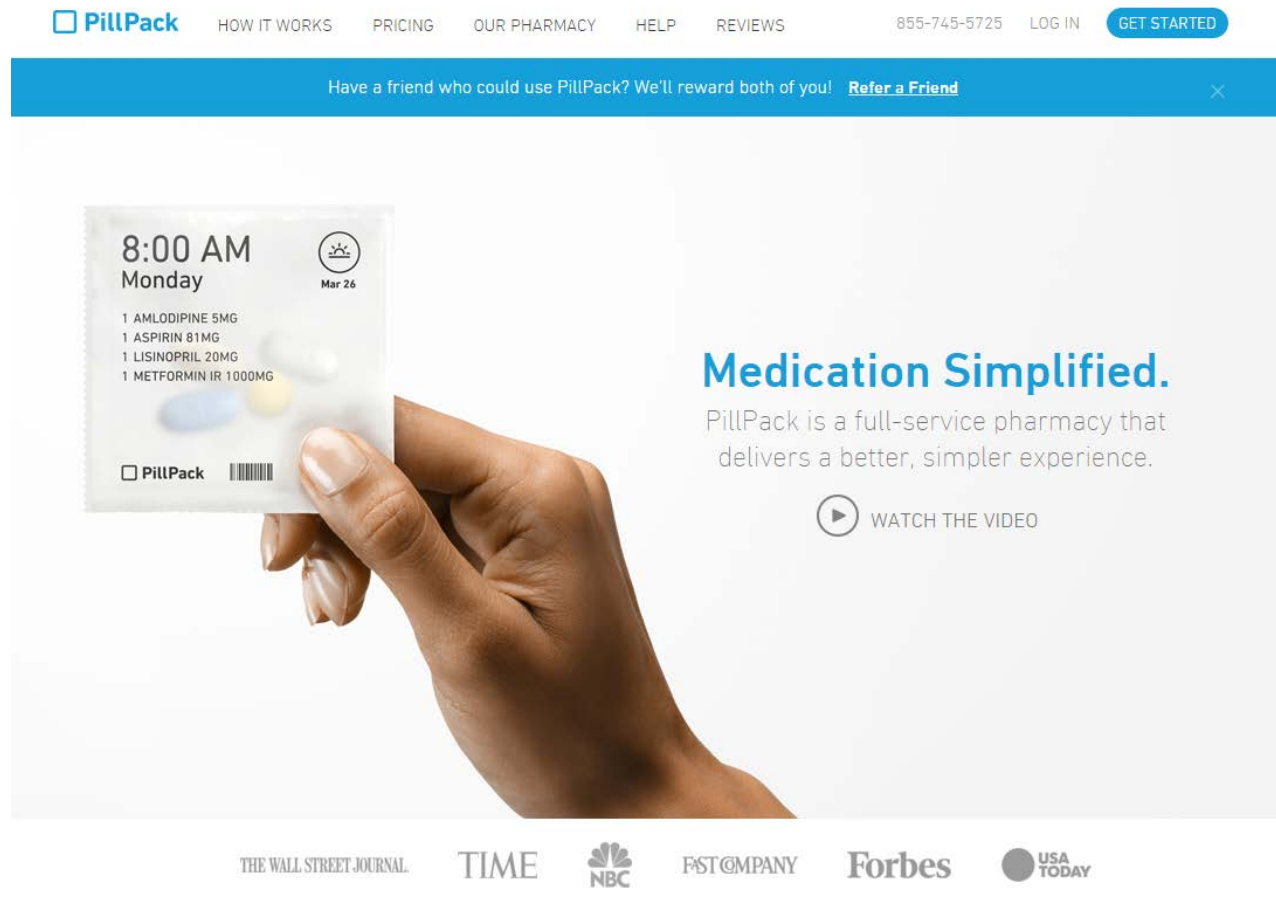 PillPack
HOW IT WORKS
PRICING
OUR PHARMACY
HELP
REVIEWS
855-745-5725
LOG IN
GET STARTED
Have a friend who could use PillPack? We'll reward both of you! Refer a Friend
8:00 AM
Monday
Mar 26
1 AMLODIPINE 5MG
1 ASPIRIN 81MG
1 LISINOPRIL 20MG
1 METFORMIN IR 1000MG
PillPack
Medication Simplified.
PillPack is a full-service pharmacy that
delivers a better, simpler experience.
WATCH THE VIDEO
THE WALL STREET JOURNAL.
TIME
NBC
FAST COMPANY
Forbes
USA
TODAY